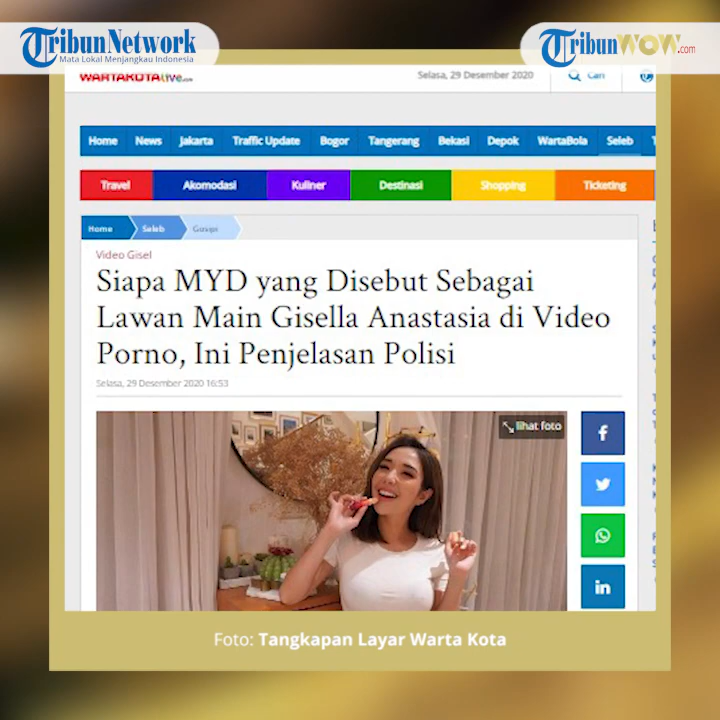 TribunNetwork
Mata Lokal Menjangkau Indonesia
TribunWOW.com
WARTAKOTAlive.com
Selasa, 29 Desember 2020
Cari
Home News Jakarta Traffic Update Bogor Tangerang Bekasi Depok WartaBola Seleb
Travel Akomodasi Kuliner Destinasi Shopping Ticketing
Home Seleb Gosip
Video Gisel
Siapa MYD yang Disebut Sebagai
Lawan Main Gisella Anastasia di Video
Porno, Ini Penjelasan Polisi
Selasa, 29 Desember 2020 16:53
lihat foto
Foto: Tangkapan Layar Warta Kota